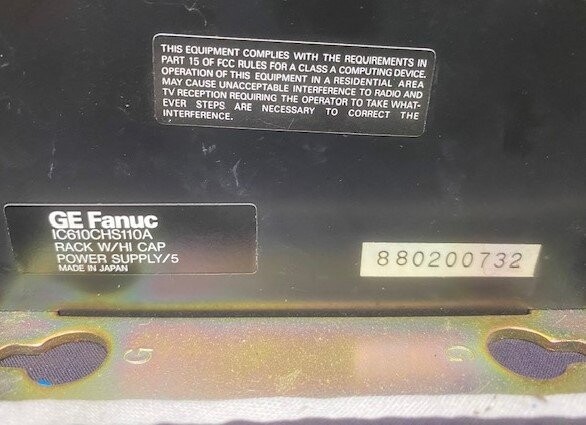 THIS EQUIPMENT COMPLIES WITH THE REQUIREMENTS IN
PART 15 OF FCC RULES FOR A CLASS A COMPUTING DEVICE.
OPERATION OF THIS EQUIPMENT IN A RESIDENTIAL AREA
MAY CAUSE UNACCEPTABLE INTERFERENCE TO RADIO AND
TV RECEPTION REQUIRING THE OPERATOR TO TAKE WHAT-
EVER STEPS ARE NECESSARY TO CORRECT THE
INTERFERENCE.
GE Fanuc
IC610CHS110A
RACK W/HI CAP
POWER SUPPLY/5
MADE IN JAPAN
880200732
G
G